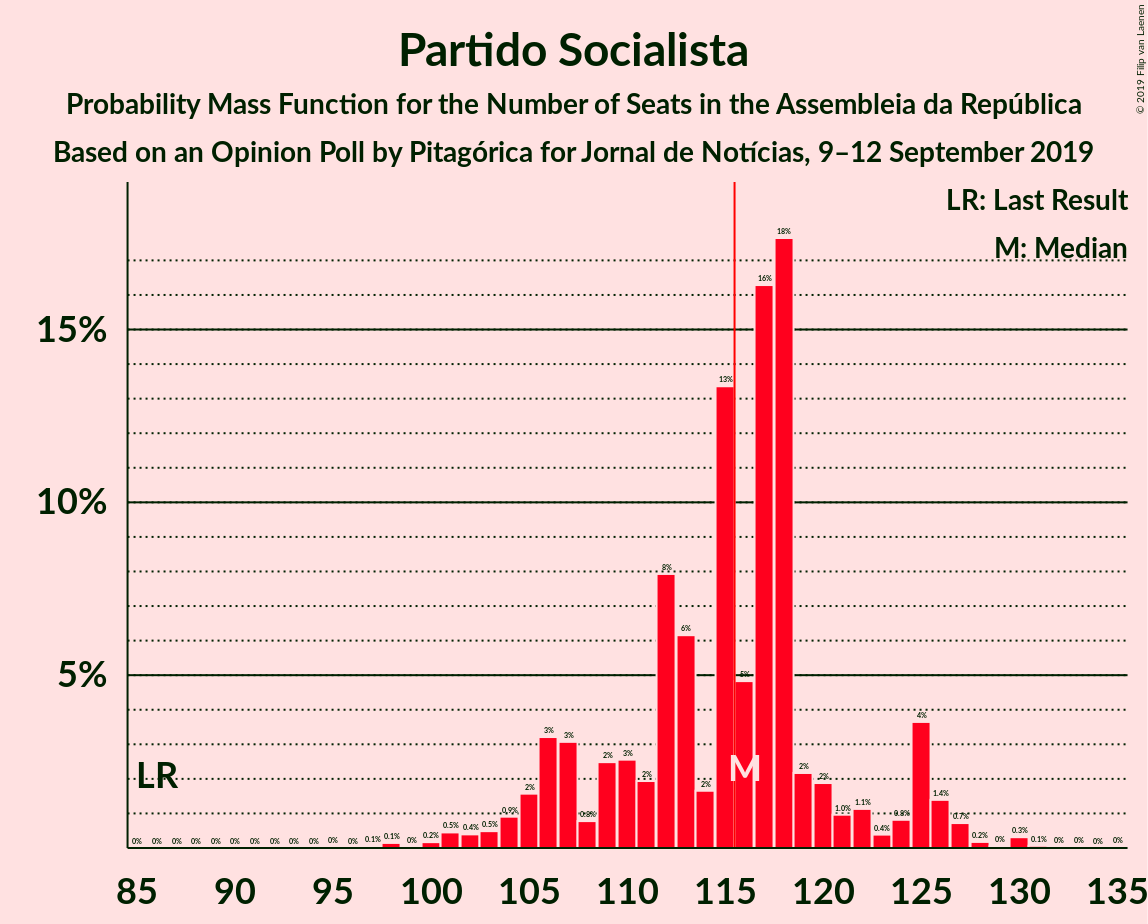 Partido Socialista
Probability Mass Function for the Number of Seats in the Assembleia da República
Based on an Opinion Poll by Pitagórica for Jornal de Notícias, 9–12 September 2019
© 2019 Filip van Laenen
LR: Last Result
M: Median
15%
10%
5%
0% 0% 0% 0% 0% 0% 0% 0% 0% 0% 0% 0% 0.1% 0.1% 0% 0.2% 0.5% 0.4% 0.5% 0.9% 2% 3% 3% 0.8% 2% 3% 2% 8% 6% 2% 13% 5% 16% 18% 2% 2% 1.0% 1.1% 0.4% 0.8% 4% 1.4% 0.7% 0.2% 0% 0.3% 0.1% 0% 0% 0% 0%
LR
M
85 90 95 100 105 110 115 120 125 130 135